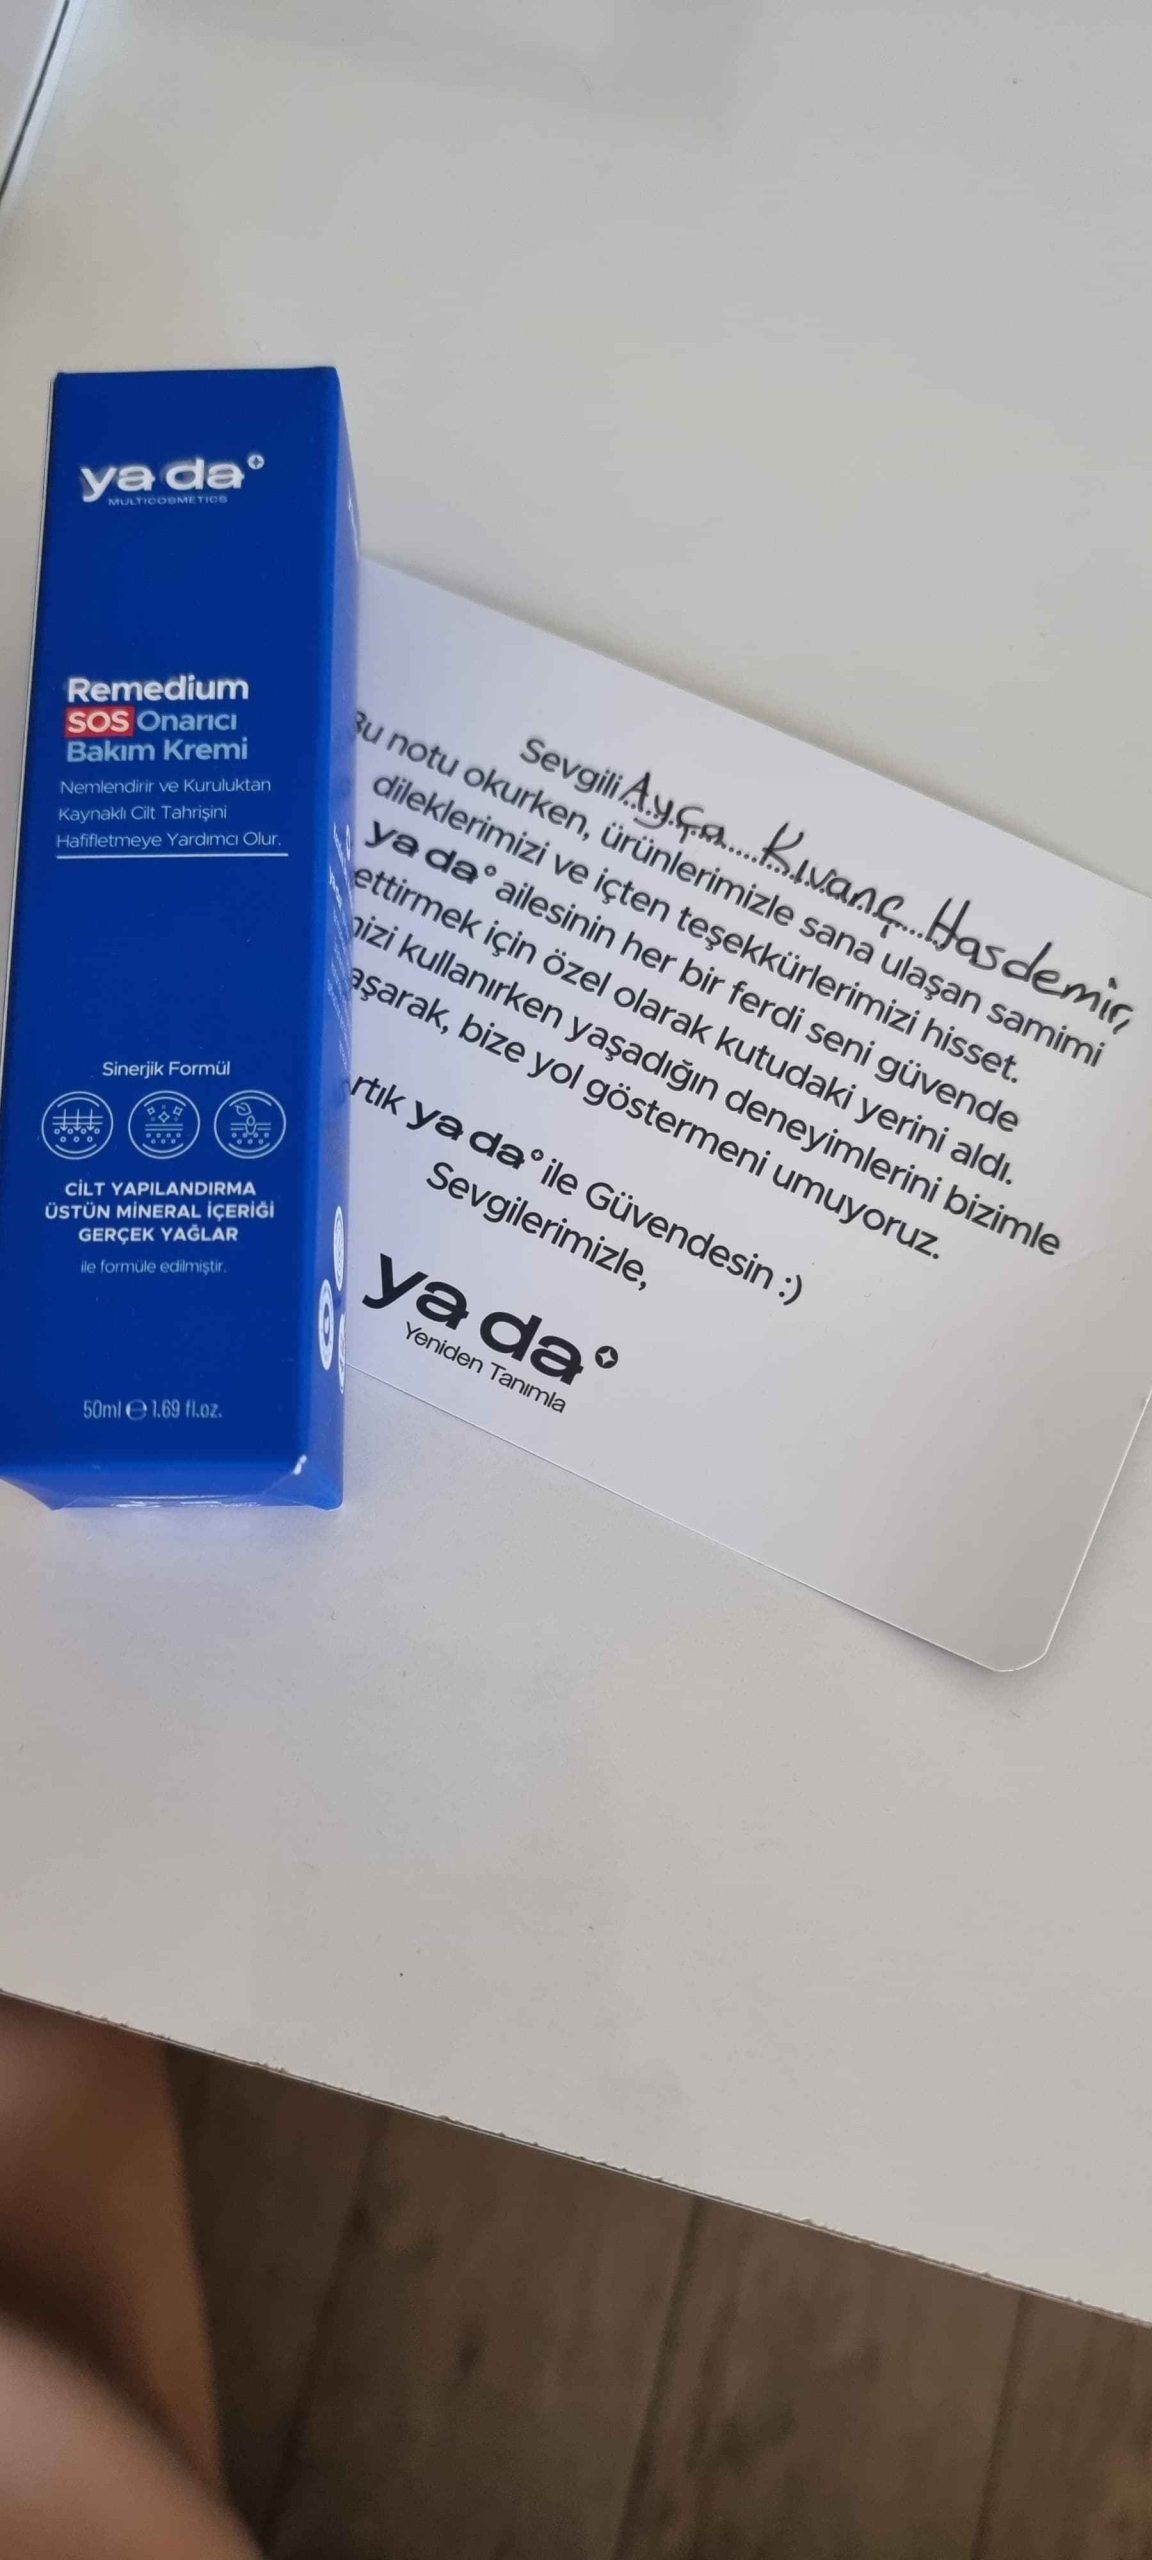 ya da
MULTICOSMETICS
Remedium
SOS Onarıcı
Bakım Kremi
Nemlendirir ve Kuruluktan
Kaynaklı Cilt Tahrişini
Hafifletmeye Yardımcı Olur.
Sinerjik Formül
CİLT YAPILANDIRMA
ÜSTÜN MİNERAL İÇERİĞİ
GERÇEK YAĞLAR
ile formüle edilmiştir.
50ml ℮ 1.69 fl.oz.
Sevgili Ayça Kıvanç Hasdemir,
Bu notu okurken, ürünlerimizle sana ulaşan samimi
dileklerimizi ve içten teşekkürlerimizi hisset.
ya da ailesinin her bir ferdi seni güvende
ettirmek için özel olarak kutudaki yerini aldı.
mizi kullanırken yaşadığın deneyimlerini bizimle
aşarak, bize yol göstermeni umuyoruz.
rtık ya da ile Güvendesin :)
Sevgilerimizle,
ya da
Yeniden Tanımla